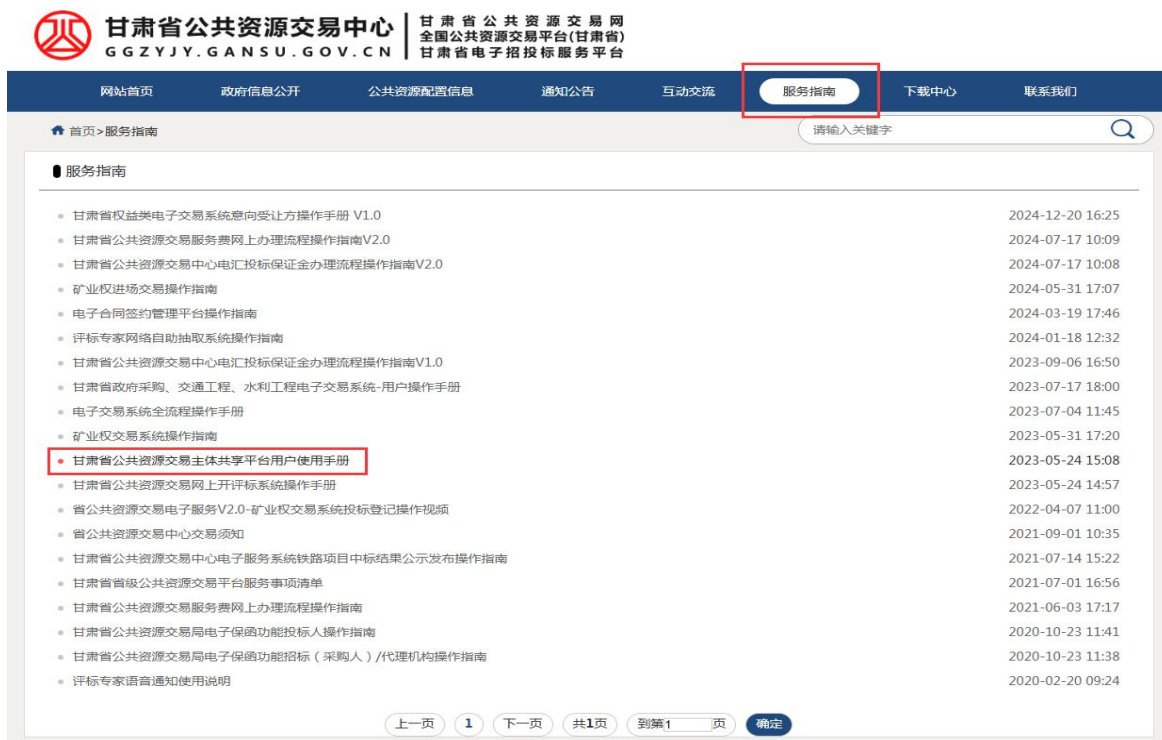 甘肃省公共资源交易中心
GGZYJY.GANSU.GOV.CN
甘肃省公共资源交易网
全国公共资源交易平台(甘肃省)
甘肃省电子招投标服务平台
网站首页 政府信息公开 公共资源配置信息 通知公告 互动交流 服务指南 下载中心 联系我们
首页>服务指南 请输入关键字
服务指南
甘肃省权益类电子交易系统意向受让方操作手册 V1.0 2024-12-20 16:25
甘肃省公共资源交易服务费网上办理流程操作指南V2.0 2024-07-17 10:09
甘肃省公共资源交易中心电汇投标保证金办理流程操作指南V2.0 2024-07-17 10:08
矿业权进场交易操作指南 2024-05-31 17:07
电子合同签约管理平台操作指南 2024-03-19 17:46
评标专家网络自助抽取系统操作指南 2024-01-18 12:32
甘肃省公共资源交易中心电汇投标保证金办理流程操作指南V1.0 2023-09-06 16:50
甘肃省政府采购、交通工程、水利工程电子交易系统-用户操作手册 2023-07-17 18:00
电子交易系统全流程操作手册 2023-07-04 11:45
矿业权交易系统操作指南 2023-05-31 17:20
甘肃省公共资源交易主体共享平台用户使用手册 2023-05-24 15:08
甘肃省公共资源交易网上开评标系统操作手册 2023-05-24 14:57
省公共资源交易电子服务V2.0-矿业权交易系统投标登记操作视频 2022-04-07 11:00
省公共资源交易中心交易须知 2021-09-01 10:35
甘肃省公共资源交易中心电子服务系统铁路项目中标结果公示发布操作指南 2021-07-14 15:22
甘肃省省级公共资源交易平台服务事项清单 2021-07-01 16:56
甘肃省公共资源交易服务费网上办理流程操作指南 2021-06-03 17:17
甘肃省公共资源交易局电子保函功能投标人操作指南 2020-10-23 11:41
甘肃省公共资源交易局电子保函功能招标（采购人）/代理机构操作指南 2020-10-23 11:38
评标专家语音通知使用说明 2020-02-20 09:24
上一页 1 下一页 共1页 到第1 页 确定